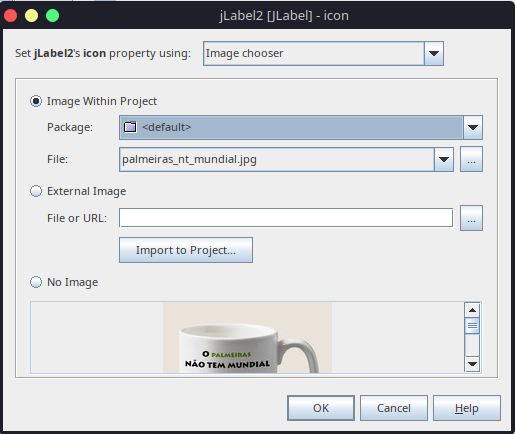 jLabel2 [JLabel] - icon
Set jLabel2's icon property using: Image chooser
Image Within Project
Package: <default>
File: palmeiras_nt_mundial.jpg ...
External Image
File or URL: ...
Import to Project...
No Image
O PALMEIRAS
NÃO TEM MUNDIAL
OK Cancel Help